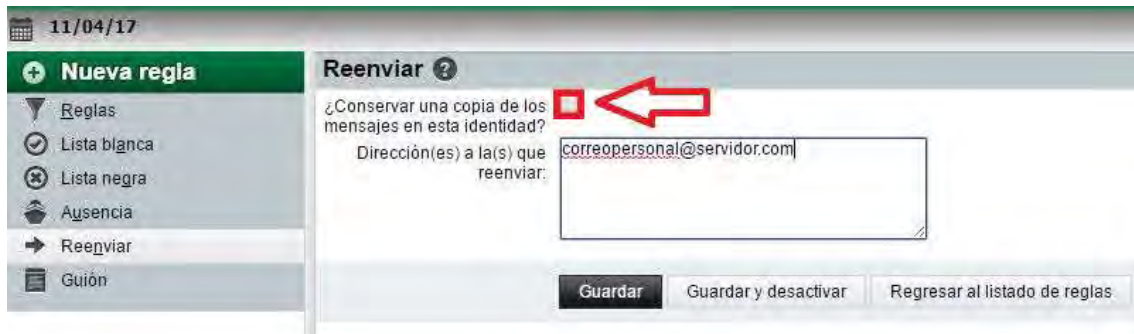 11/04/17
Nueva regla
Reglas
Lista blanca
Lista negra
Ausencia
Reenviar
Guión
Reenviar ?
¿Conservar una copia de los
mensajes en esta identidad?
Dirección(es) a la(s) que
reenviar:
correopersonal@servidor.com
Guardar
Guardar y desactivar
Regresar al listado de reglas